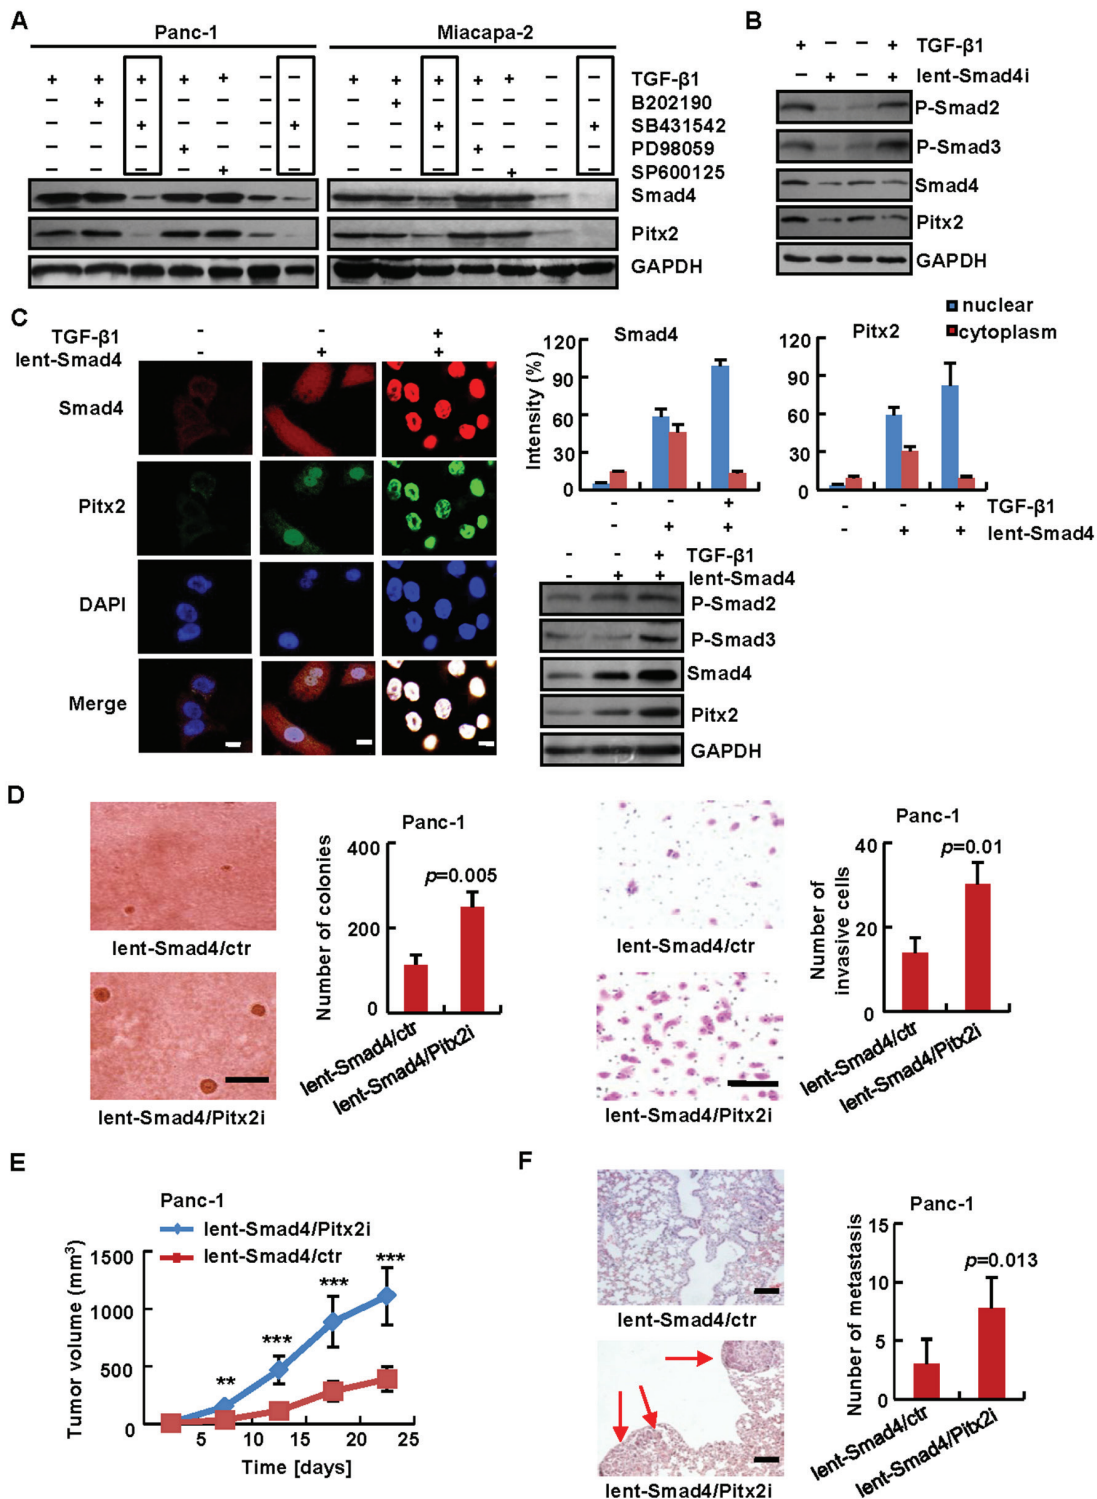 A
Panc-1
Miacapa-2
+ + + + + − −
+ + + + + − −
TGF-β1
− + − − − − −
− + − − − − −
B202190
− − + − − − +
− − + − − − +
SB431542
− − − + − − −
− − − + − − −
PD98059
− − − − + − −
− − − − + − −
SP600125
Smad4
Pitx2
GAPDH
B
+ − − +
TGF-β1
− + − +
lent-Smad4i
P-Smad2
P-Smad3
Smad4
Pitx2
GAPDH
C
TGF-β1
- - +
lent-Smad4
- + +
Smad4
Pitx2
DAPI
Merge
Smad4
Intensity (%)
120
90
60
30
0
- - +
- + +
Pitx2
nuclear
cytoplasm
120
90
60
30
0
- - +
TGF-β1
- + +
lent-Smad4
- - +
TGF-β1
- + +
lent-Smad4
P-Smad2
P-Smad3
Smad4
Pitx2
GAPDH
D
lent-Smad4/ctr
lent-Smad4/Pitx2i
Panc-1
Number of colonies
400
200
0
p=0.005
lent-Smad4/ctr
lent-Smad4/Pitx2i
lent-Smad4/ctr
lent-Smad4/Pitx2i
Panc-1
Number of
invasive cells
40
20
0
p=0.01
lent-Smad4/ctr
lent-Smad4/Pitx2i
E
Panc-1
lent-Smad4/Pitx2i
lent-Smad4/ctr
Tumor volume (mm³)
1500
1000
500
0
** *** *** ***
5 10 15 20 25
Time [days]
F
lent-Smad4/ctr
lent-Smad4/Pitx2i
Panc-1
Nunber of metastasis
15
10
5
0
p=0.013
lent-Smad4/ctr
lent-Smad4/Pitx2i